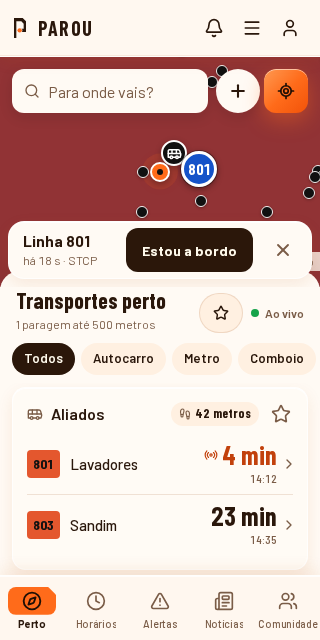 PAROU
Para onde vais?
801
Linha 801
há 18 s · STCP
Estou a bordo
Transportes perto
1 paragem até 500 metros
Ao vivo
Todos
Autocarro
Metro
Comboio
Aliados
42 metros
801
Lavadores
4 min
14:12
803
Sandim
23 min
14:35
Perto
Horários
Alertas
Notícias
Comunidade